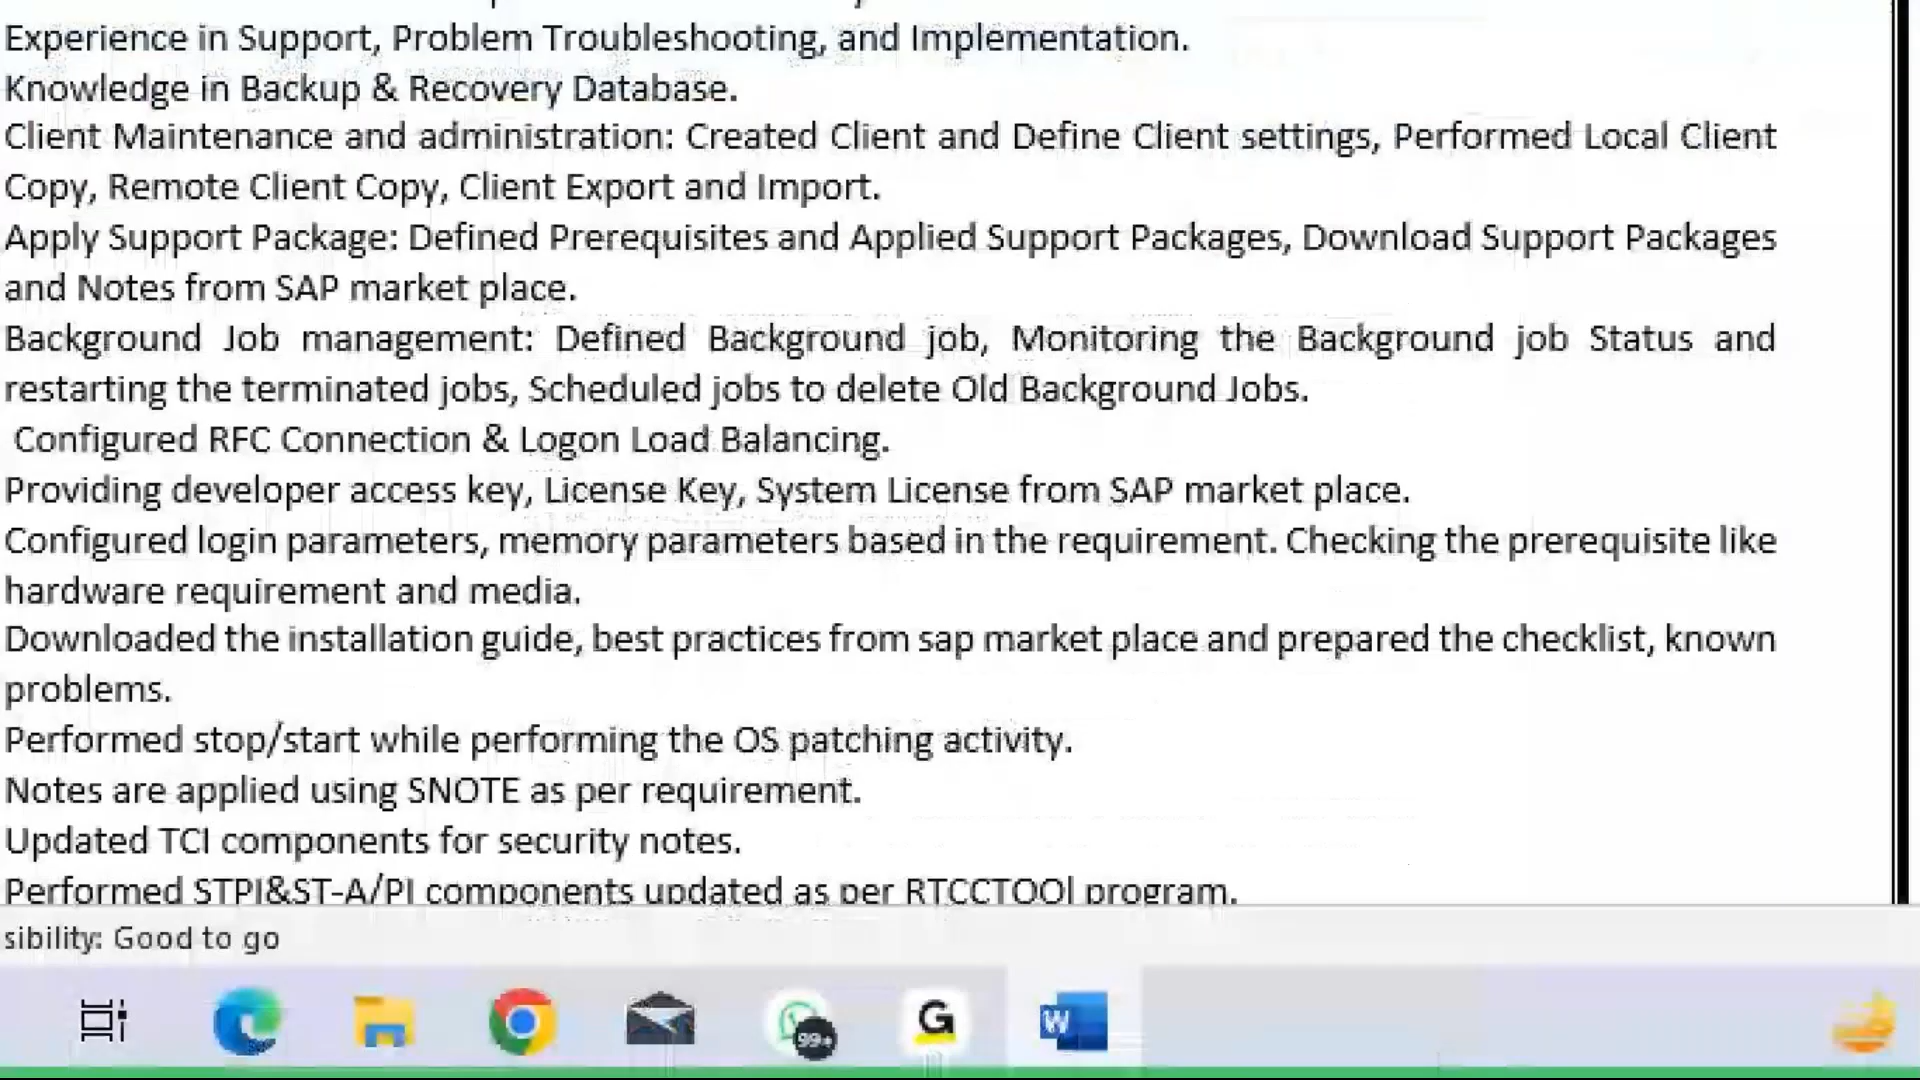 Experience in Support, Problem Troubleshooting, and Implementation.
Knowledge in Backup & Recovery Database.
Client Maintenance and administration: Created Client and Define Client settings, Performed Local Client
Copy, Remote Client Copy, Client Export and Import.
Apply Support Package: Defined Prerequisites and Applied Support Packages, Download Support Packages
and Notes from SAP market place.
Background Job management: Defined Background job, Monitoring the Background job Status and
restarting the terminated jobs, Scheduled jobs to delete Old Background Jobs.
Configured RFC Connection & Logon Load Balancing.
Providing developer access key, License Key, System License from SAP market place.
Configured login parameters, memory parameters based in the requirement. Checking the prerequisite like
hardware requirement and media.
Downloaded the installation guide, best practices from sap market place and prepared the checklist, known
problems.
Performed stop/start while performing the OS patching activity.
Notes are applied using SNOTE as per requirement.
Updated TCI components for security notes.
Performed STPI&ST-A/PI components updated as per RTCCTOOl program.
sibility: Good to go
99+
G
W